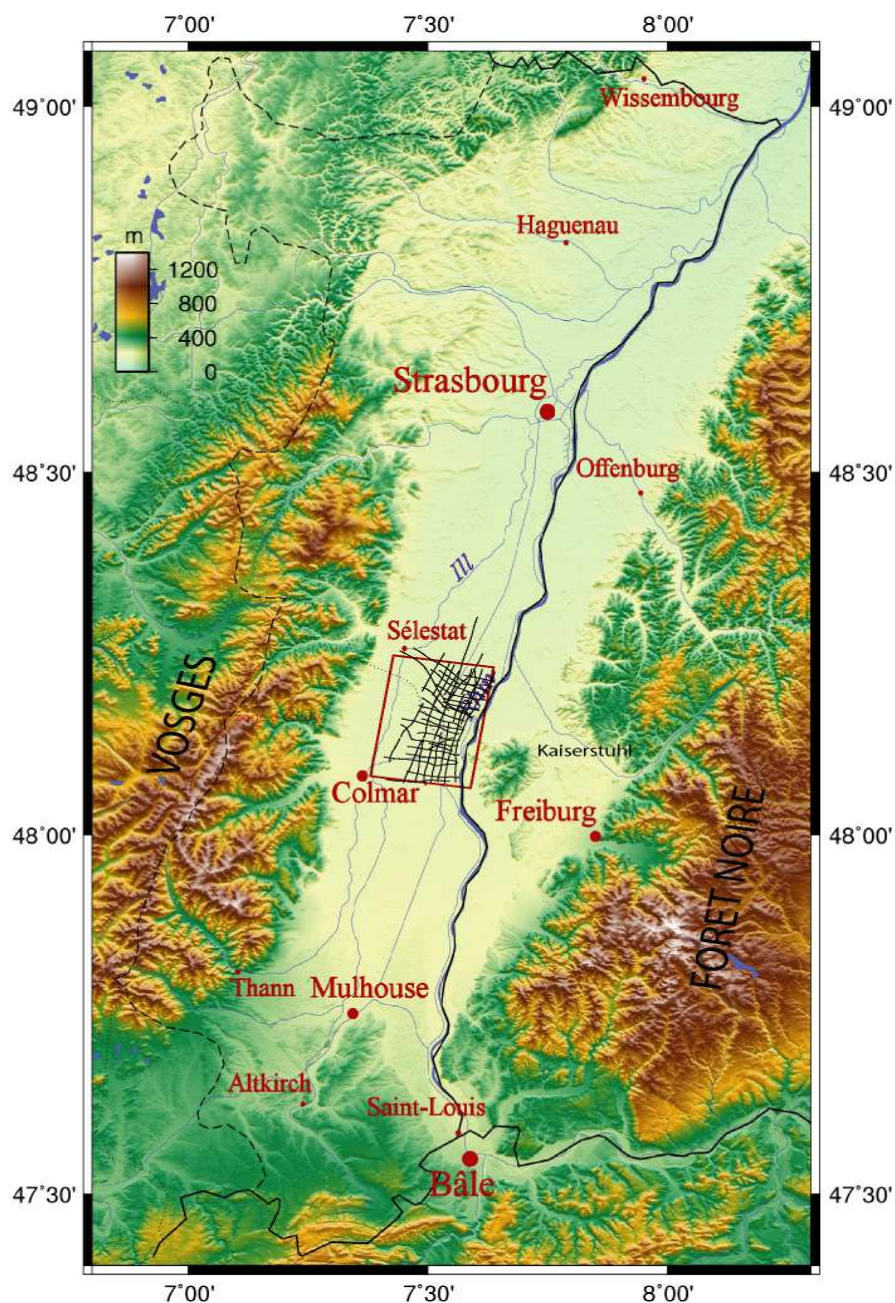 7°00' 7°30' 8°00'
49°00' 49°00'
Wissembourg
Haguenau
m
1200
800
400
0
Strasbourg
48°30' 48°30'
Offenburg
Ill
Sélestat
VOSGES
Kaiserstuhl
Colmar
Freiburg
48°00' 48°00'
FORET NOIRE
Thann
Mulhouse
Altkirch
Saint-Louis
Bâle
47°30' 47°30'
7°00' 7°30' 8°00'